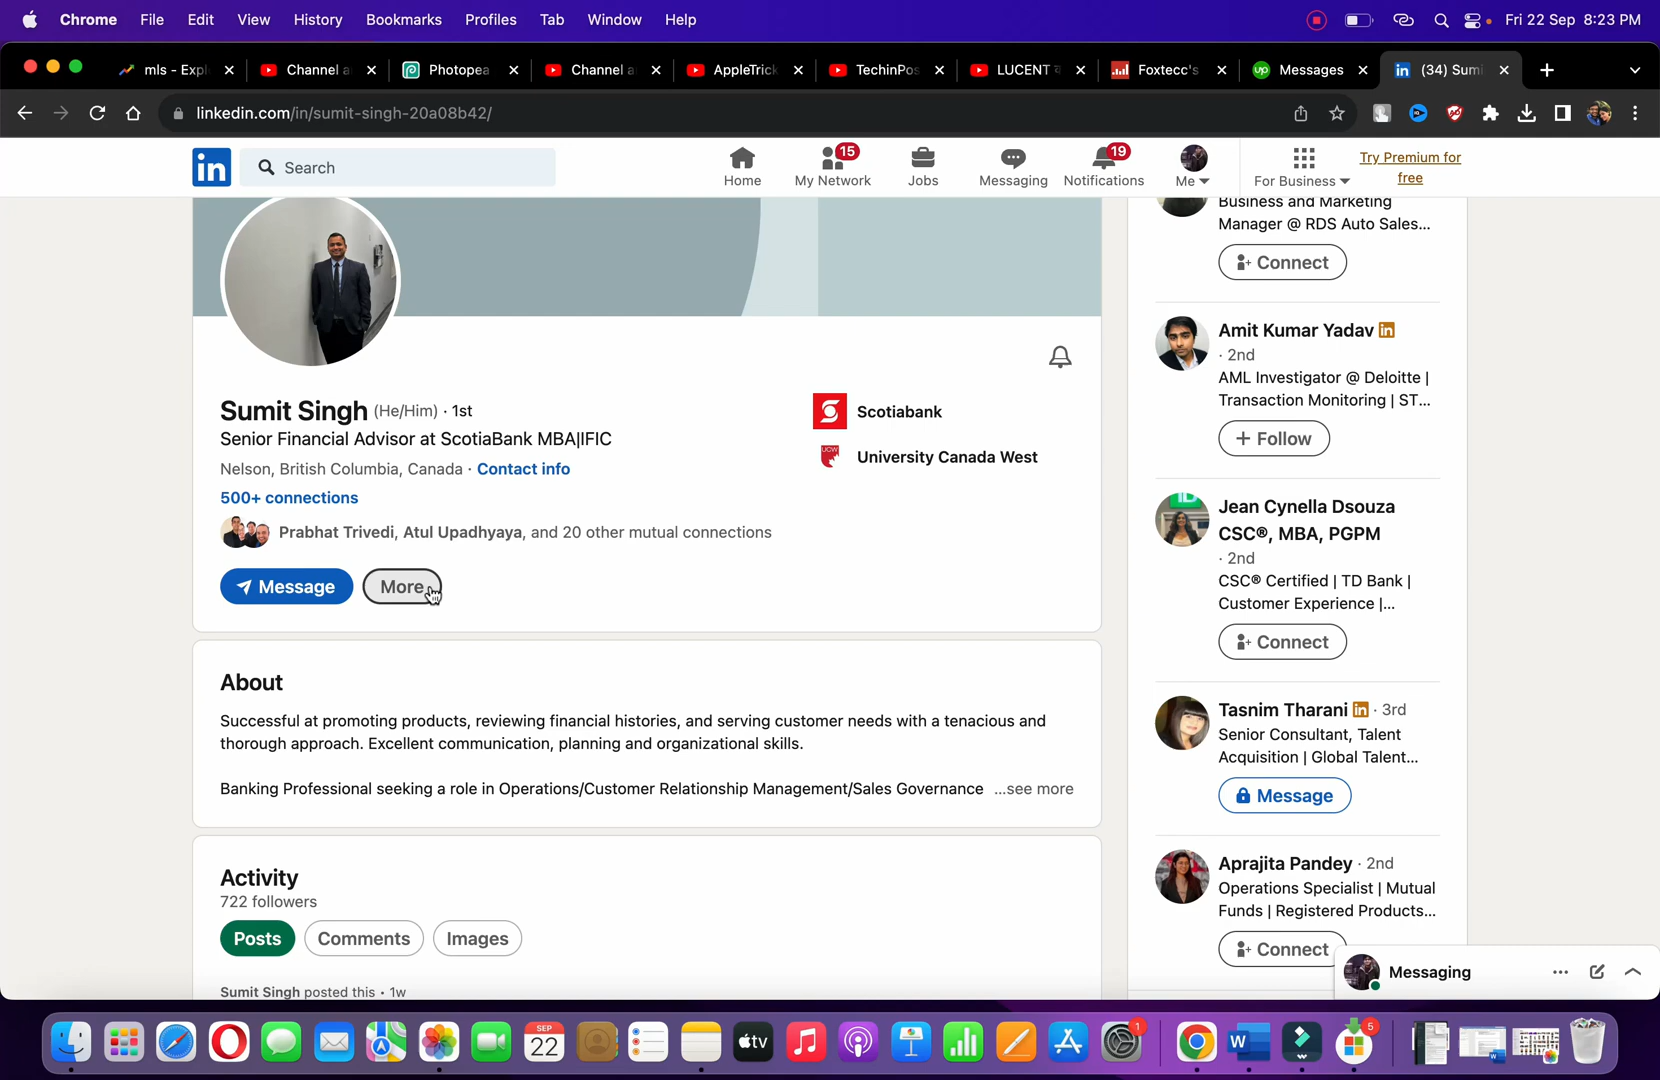 Chrome File Edit View History Bookmarks Profiles Tab Window Help Fri 22 Sep 8:23 PM
mls - Expl Channel a Photopea Channel a AppleTrick TechinPos LUCENT Foxtecc's Messages (34) Sumi
linkedin.com/in/sumit-singh-20a08b42/
in Search Home My Network 15 Jobs Messaging Notifications 19 Me For Business Try Premium for
free
Sumit Singh (He/Him) · 1st
Senior Financial Advisor at ScotiaBank MBA|IFIC
Nelson, British Columbia, Canada · Contact info
500+ connections
Prabhat Trivedi, Atul Upadhyaya, and 20 other mutual connections
Message More
Scotiabank
UCW University Canada West
About
Successful at promoting products, reviewing financial histories, and serving customer needs with a tenacious and
thorough approach. Excellent communication, planning and organizational skills.
Banking Professional seeking a role in Operations/Customer Relationship Management/Sales Governance ...see more
Activity
722 followers
Posts Comments Images
Sumit Singh posted this • 1w
Business and Marketing
Manager @ RDS Auto Sales...
Connect
Amit Kumar Yadav in
· 2nd
AML Investigator @ Deloitte |
Transaction Monitoring | ST...
+ Follow
Jean Cynella Dsouza
CSC®, MBA, PGPM
· 2nd
CSC® Certified | TD Bank |
Customer Experience |...
Connect
Tasnim Tharani in · 3rd
Senior Consultant, Talent
Acquisition | Global Talent...
Message
Aprajita Pandey · 2nd
Operations Specialist | Mutual
Funds | Registered Products...
Connect
Messaging
SEP
22
tv
1
W
5